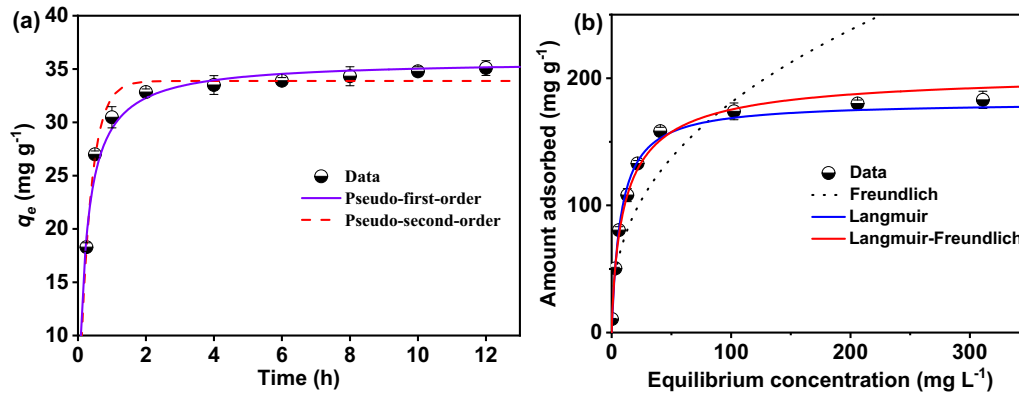 (a)
40
35
30
25
20
15
10
qe (mg g⁻¹)
Data
Pseudo-first-order
Pseudo-second-order
0 2 4 6 8 10 12
Time (h)
(b)
200
100
0
Amount adsorbed (mg g⁻¹)
Data
Freundlich
Langmuir
Langmuir-Freundlich
0 100 200 300
Equilibrium concentration (mg L⁻¹)